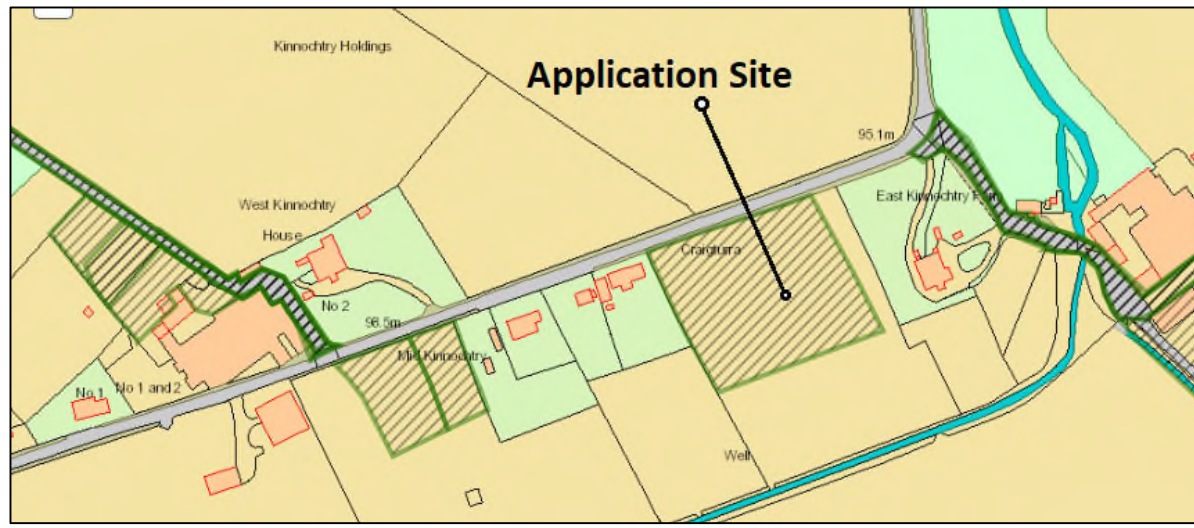 Kinnochtry Holdings
Application Site
95.1m
West Kinnochtry
House
East Kinnochtry
Craigturra
No 2
98.5m
Mid Kinnochtry
No 1
No 1 and 2
Well